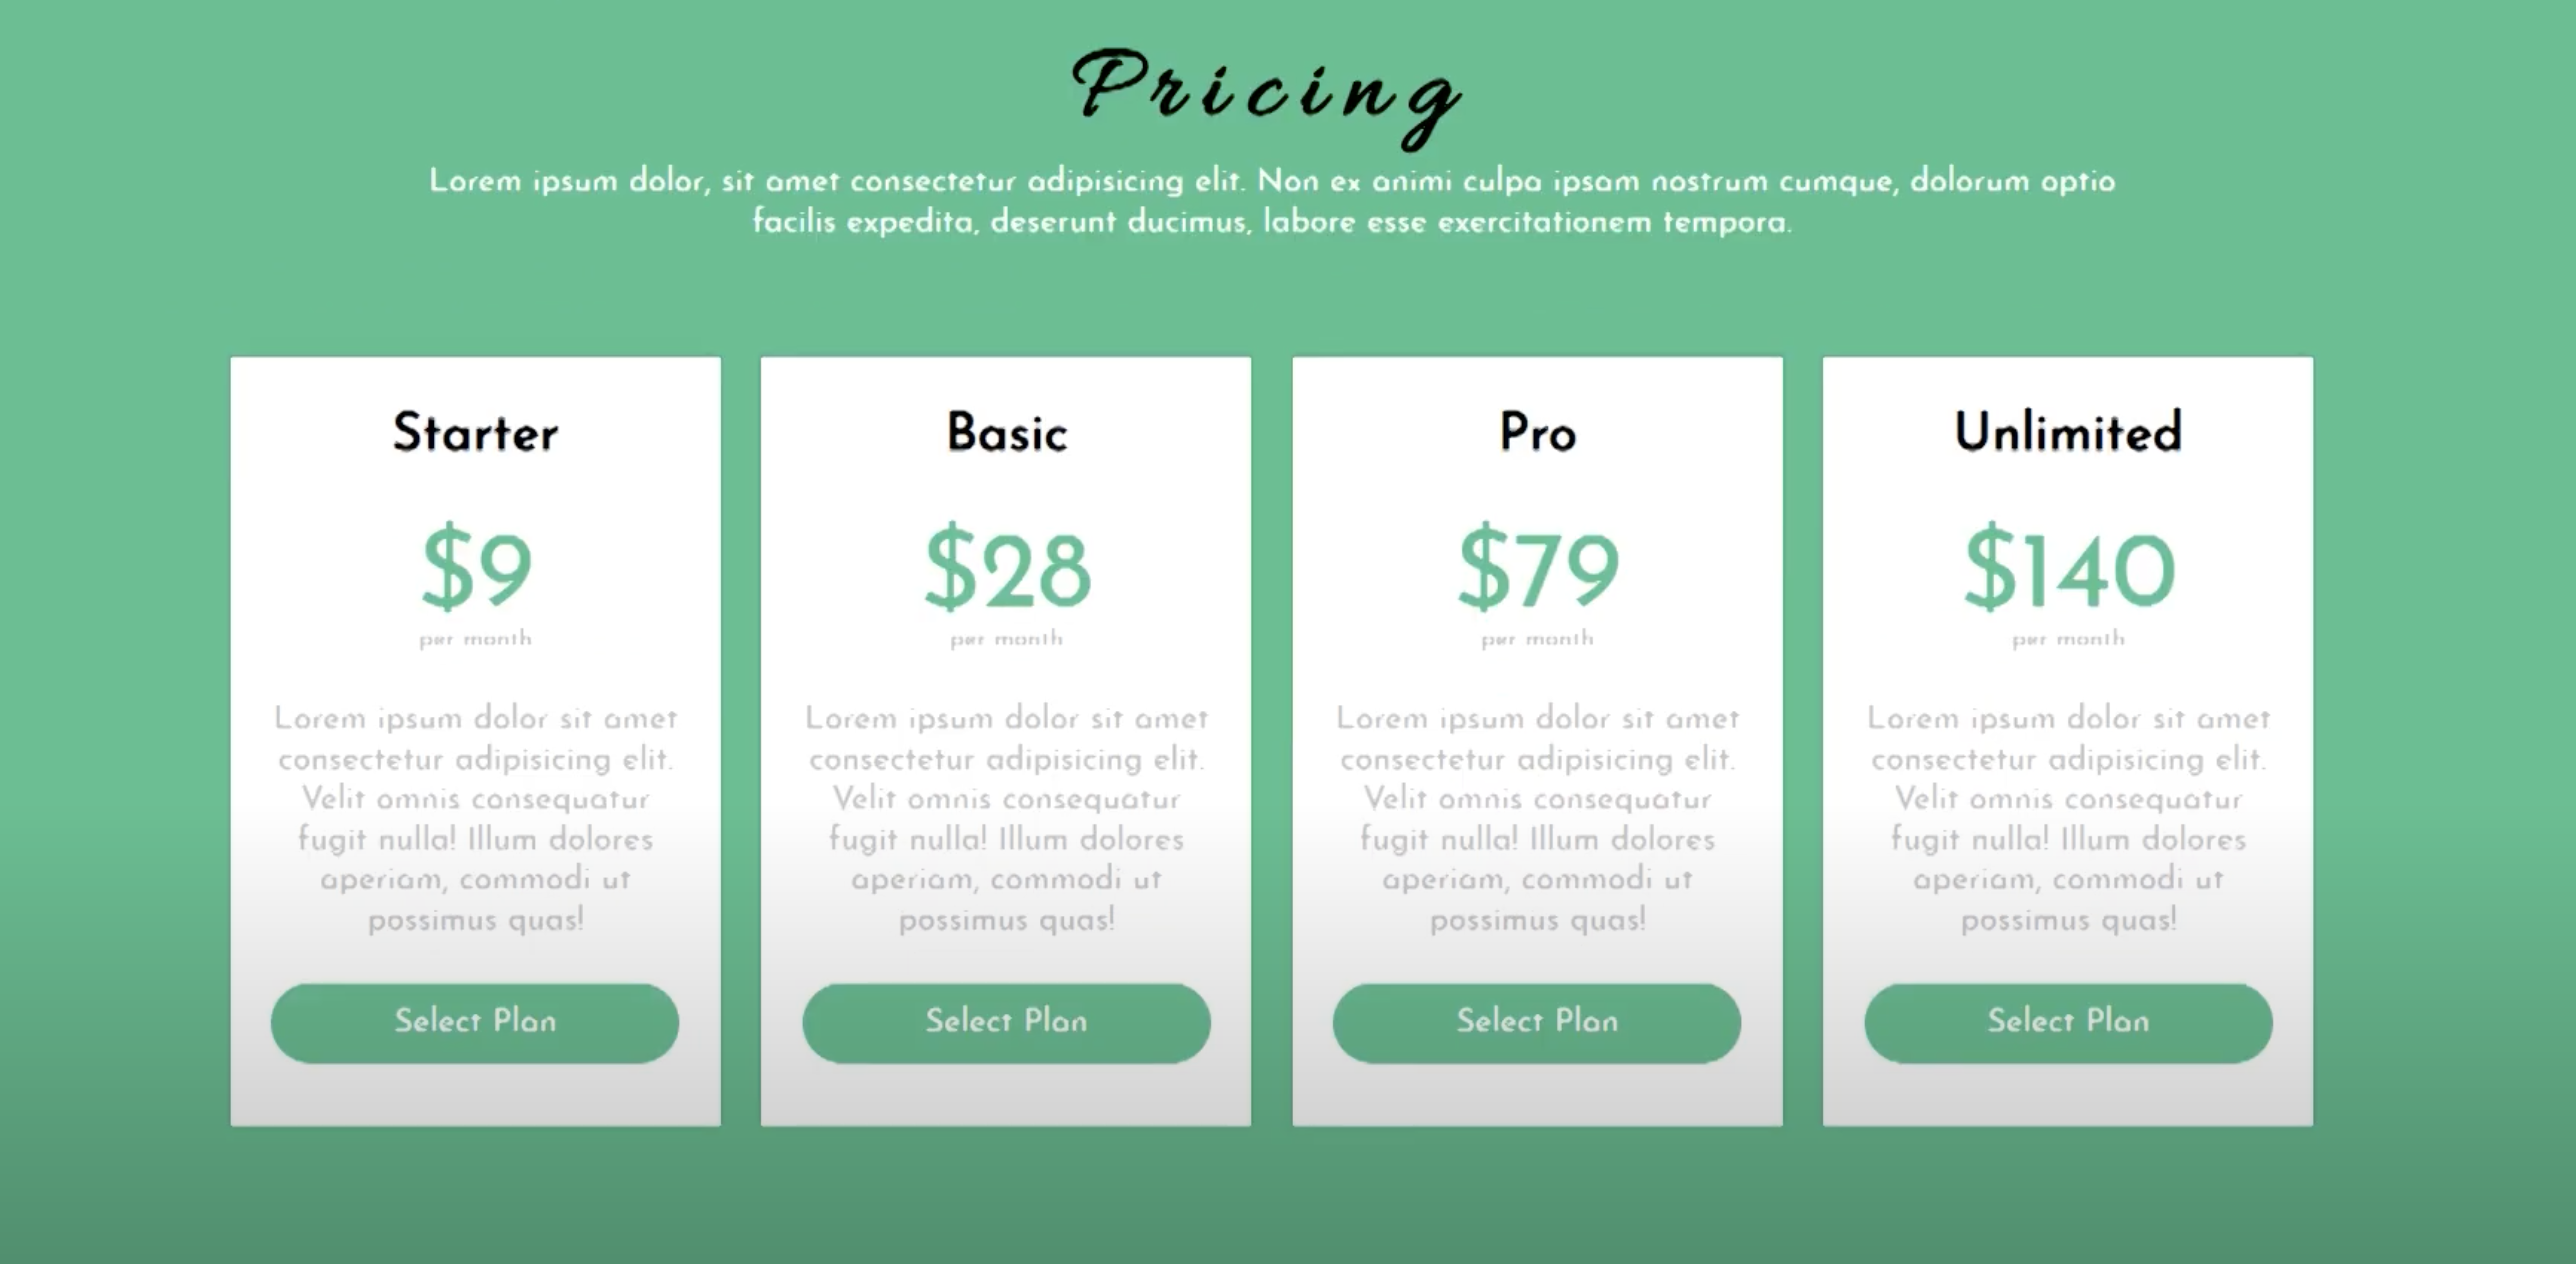 Pricing
Lorem ipsum dolor, sit amet consectetur adipisicing elit. Non ex animi culpa ipsam nostrum cumque, dolorum optio
facilis expedita, deserunt ducimus, labore esse exercitationem tempora.
Starter
$9
per month
Lorem ipsum dolor sit amet
consectetur adipisicing elit.
Velit omnis consequatur
fugit nulla! Illum dolores
aperiam, commodi ut
possimus quas!
Select Plan
Basic
$28
per month
Lorem ipsum dolor sit amet
consectetur adipisicing elit.
Velit omnis consequatur
fugit nulla! Illum dolores
aperiam, commodi ut
possimus quas!
Select Plan
Pro
$79
per month
Lorem ipsum dolor sit amet
consectetur adipisicing elit.
Velit omnis consequatur
fugit nulla! Illum dolores
aperiam, commodi ut
possimus quas!
Select Plan
Unlimited
$140
per month
Lorem ipsum dolor sit amet
consectetur adipisicing elit.
Velit omnis consequatur
fugit nulla! Illum dolores
aperiam, commodi ut
possimus quas!
Select Plan